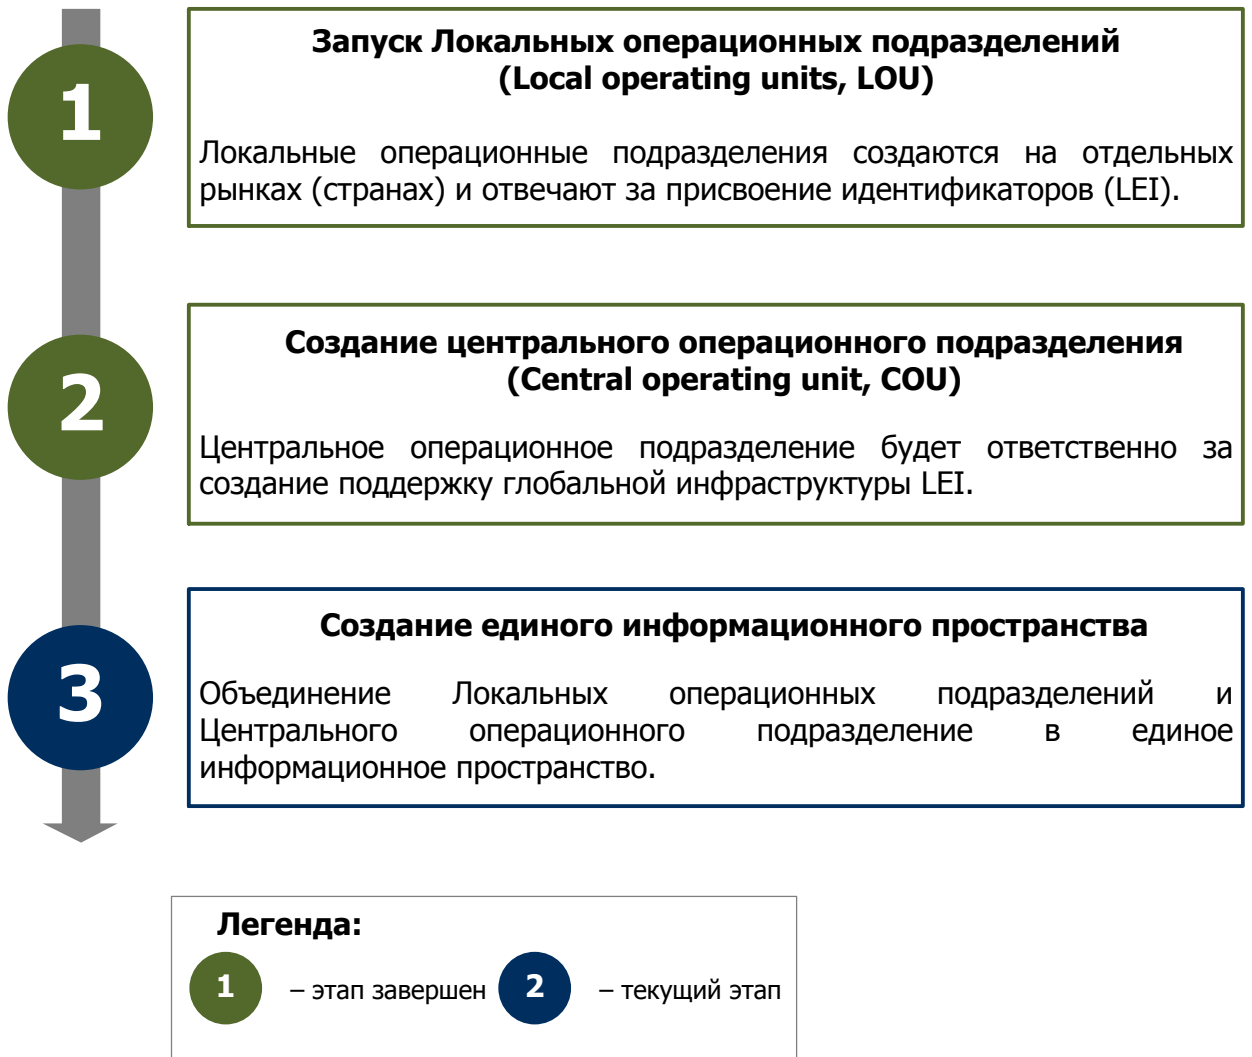 1
Запуск Локальных операционных подразделений
(Local operating units, LOU)
Локальные операционные подразделения создаются на отдельных
рынках (странах) и отвечают за присвоение идентификаторов (LEI).
2
Создание центрального операционного подразделения
(Central operating unit, COU)
Центральное операционное подразделение будет ответственно за
создание поддержку глобальной инфраструктуры LEI.
3
Создание единого информационного пространства
Объединение Локальных операционных подразделений и
Центрального операционного подразделение в единое
информационное пространство.
Легенда:
1 – этап завершен 2 – текущий этап